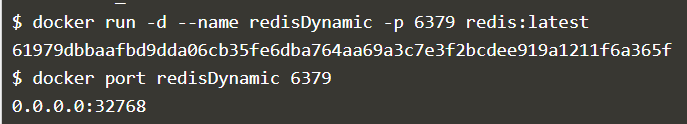 $ docker run -d --name redisDynamic -p 6379 redis:latest
61979dbbaafbd9dda06cb35fe6dba764aa69a3c7e3f2bcdee919a1211f6a365f
$ docker port redisDynamic 6379
0.0.0.0:32768